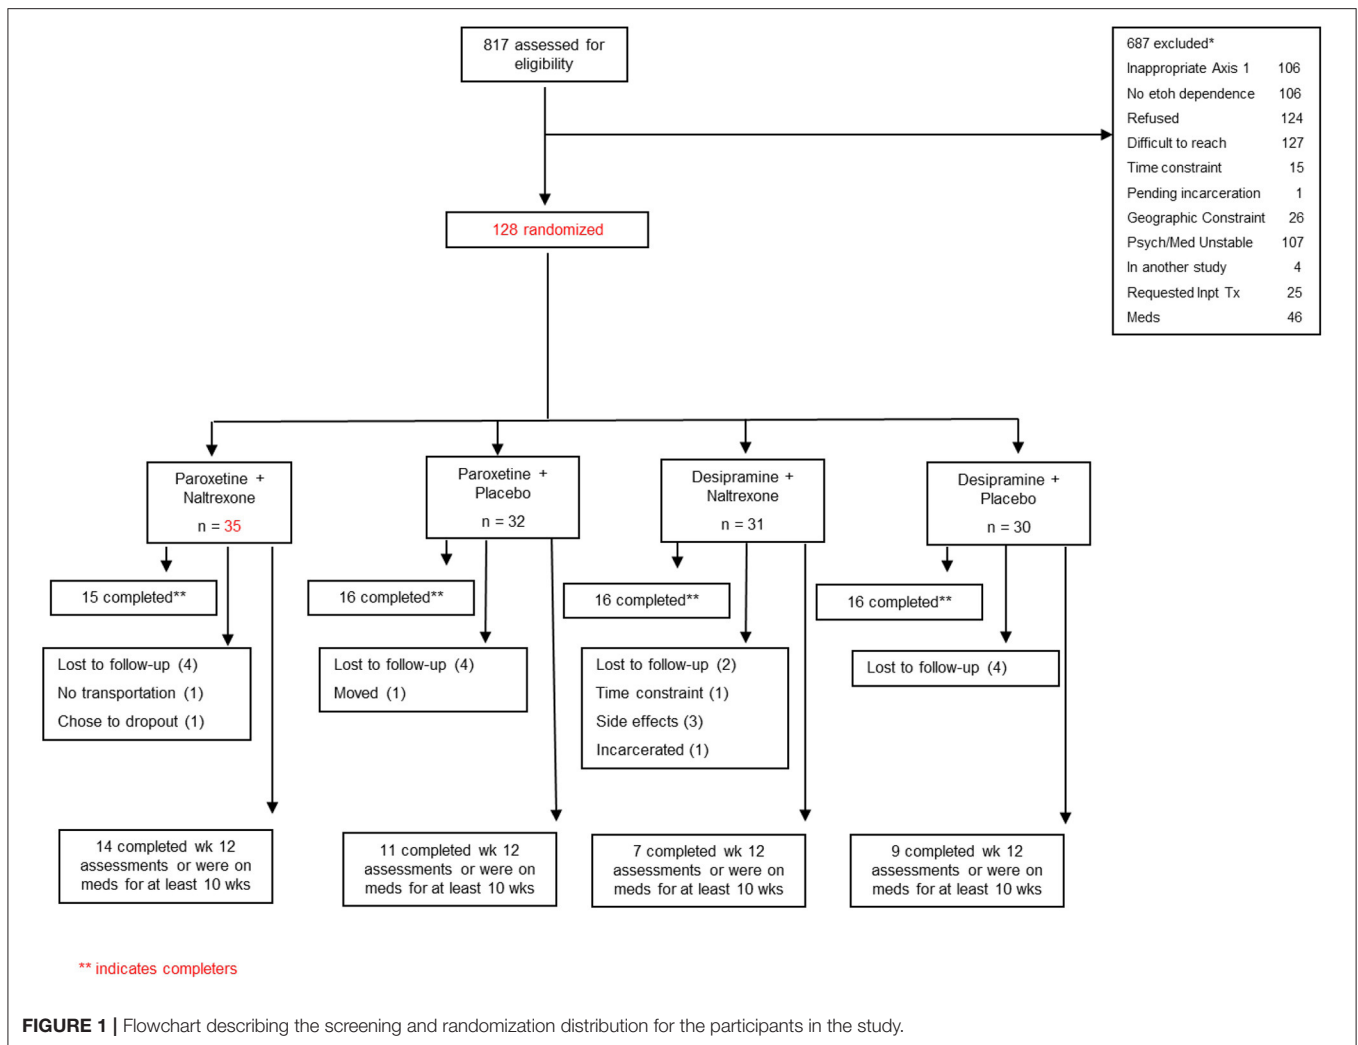 817 assessed for
eligibility
687 excluded*
Inappropriate Axis 1 106
No etoh dependence 106
Refused 124
Difficult to reach 127
Time constraint 15
Pending incarceration 1
Geographic Constraint 26
Psych/Med Unstable 107
In another study 4
Requested Inpt Tx 25
Meds 46
128 randomized
Paroxetine +
Naltrexone
n = 35
Paroxetine +
Placebo
n = 32
Desipramine +
Naltrexone
n = 31
Desipramine +
Placebo
n = 30
15 completed**
16 completed**
16 completed**
16 completed**
Lost to follow-up (4)
No transportation (1)
Chose to dropout (1)
Lost to follow-up (4)
Moved (1)
Lost to follow-up (2)
Time constraint (1)
Side effects (3)
Incarcerated (1)
Lost to follow-up (4)
14 completed wk 12
assessments or were on
meds for at least 10 wks
11 completed wk 12
assessments or were on
meds for at least 10 wks
7 completed wk 12
assessments or were on
meds for at least 10 wks
9 completed wk 12
assessments or were on
meds for at least 10 wks
** indicates completers
FIGURE 1 | Flowchart describing the screening and randomization distribution for the participants in the study.